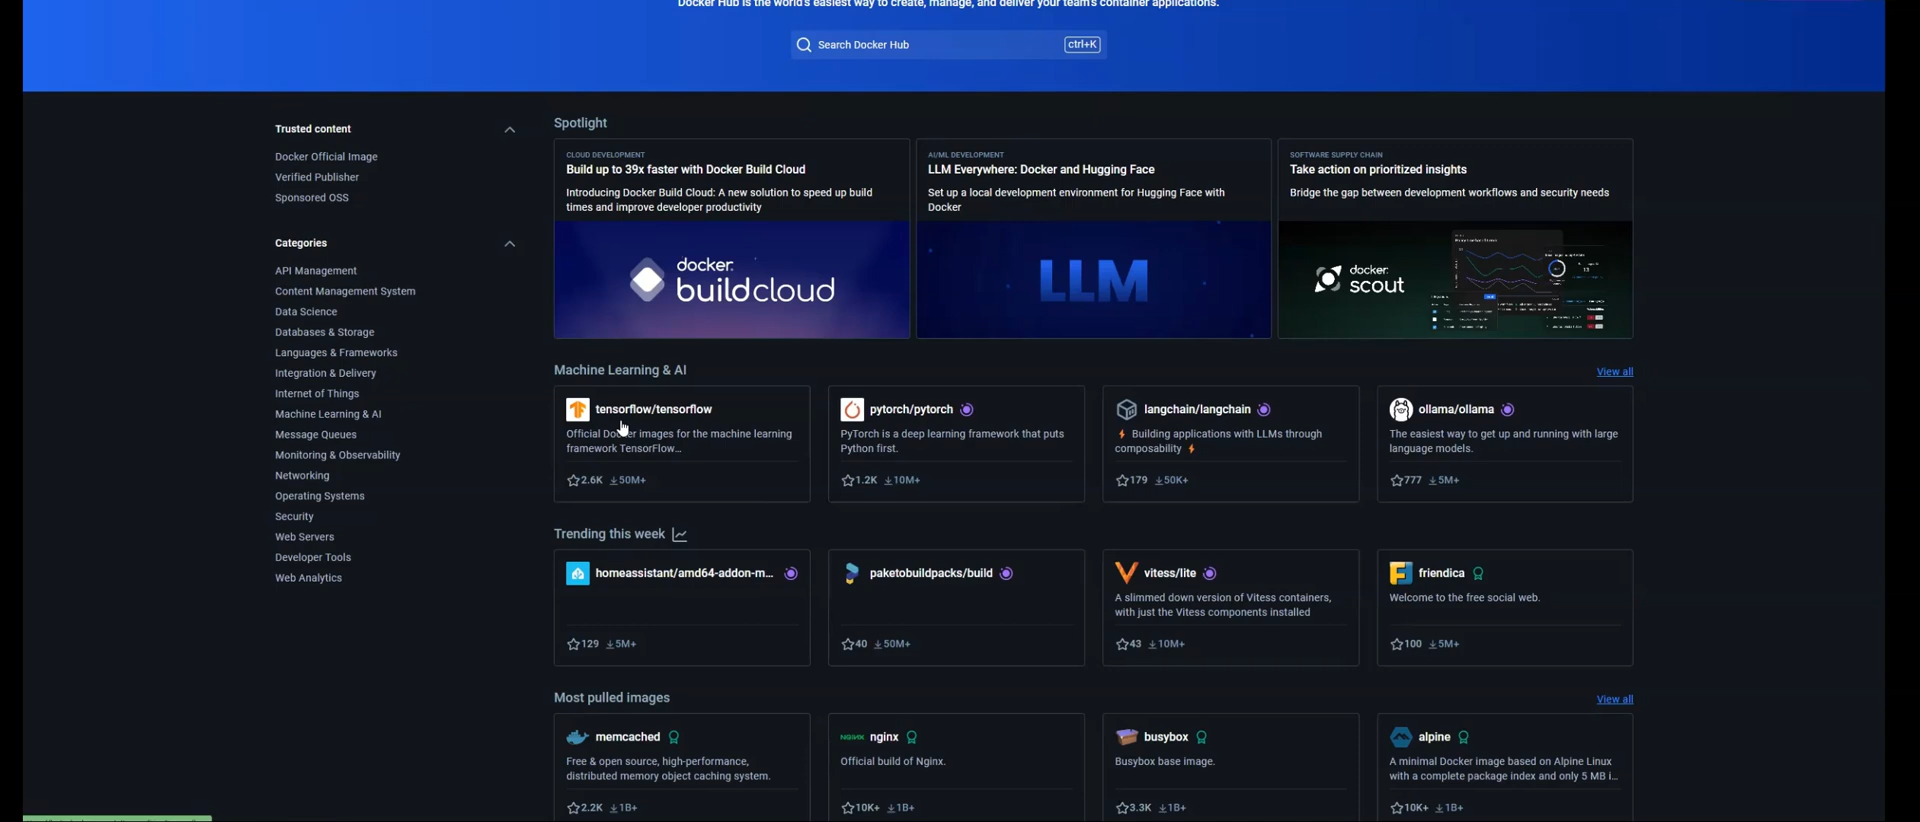 Docker Hub is the world's easiest way to create, manage, and deliver your team's container applications.
Search Docker Hub ctrl+K
Trusted content
Docker Official Image
Verified Publisher
Sponsored OSS
Categories
API Management
Content Management System
Data Science
Databases & Storage
Languages & Frameworks
Integration & Delivery
Internet of Things
Machine Learning & AI
Message Queues
Monitoring & Observability
Networking
Operating Systems
Security
Web Servers
Developer Tools
Web Analytics
Spotlight
CLOUD DEVELOPMENT
Build up to 39x faster with Docker Build Cloud
Introducing Docker Build Cloud: A new solution to speed up build
times and improve developer productivity
docker
build cloud
AI/ML DEVELOPMENT
LLM Everywhere: Docker and Hugging Face
Set up a local development environment for Hugging Face with
Docker
LLM
SOFTWARE SUPPLY CHAIN
Take action on prioritized insights
Bridge the gap between development workflows and security needs
docker
scout
Machine Learning & AI
View all
tensorflow/tensorflow
Official Docker images for the machine learning
framework TensorFlow...
2.6K 50M+
pytorch/pytorch
PyTorch is a deep learning framework that puts
Python first.
1.2K 10M+
langchain/langchain
Building applications with LLMs through
composability
179 50K+
ollama/ollama
The easiest way to get up and running with large
language models.
777 5M+
Trending this week
homeassistant/amd64-addon-m...
129 5M+
paketobuildpacks/build
40 50M+
vitess/lite
A slimmed down version of Vitess containers,
with just the Vitess components installed
43 10M+
friendica
Welcome to the free social web.
100 5M+
Most pulled images
View all
memcached
Free & open source, high-performance,
distributed memory object caching system.
2.2K 1B+
NGINX nginx
Official build of Nginx.
10K+ 1B+
busybox
Busybox base image.
3.3K 1B+
alpine
A minimal Docker image based on Alpine Linux
with a complete package index and only 5 MB i...
10K+ 1B+